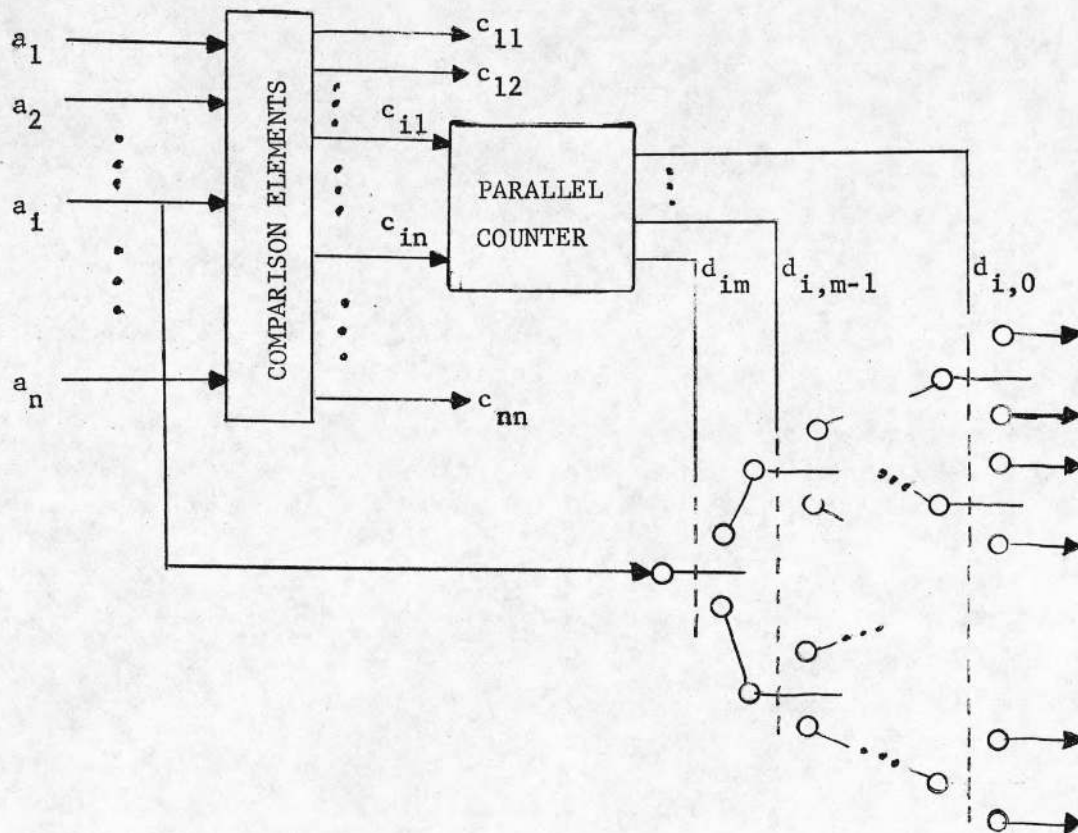 a1
a2
ai
an
COMPARISON ELEMENTS
c11
c12
ci1
cin
cnn
PARALLEL
COUNTER
dim
di,m-1
di,0